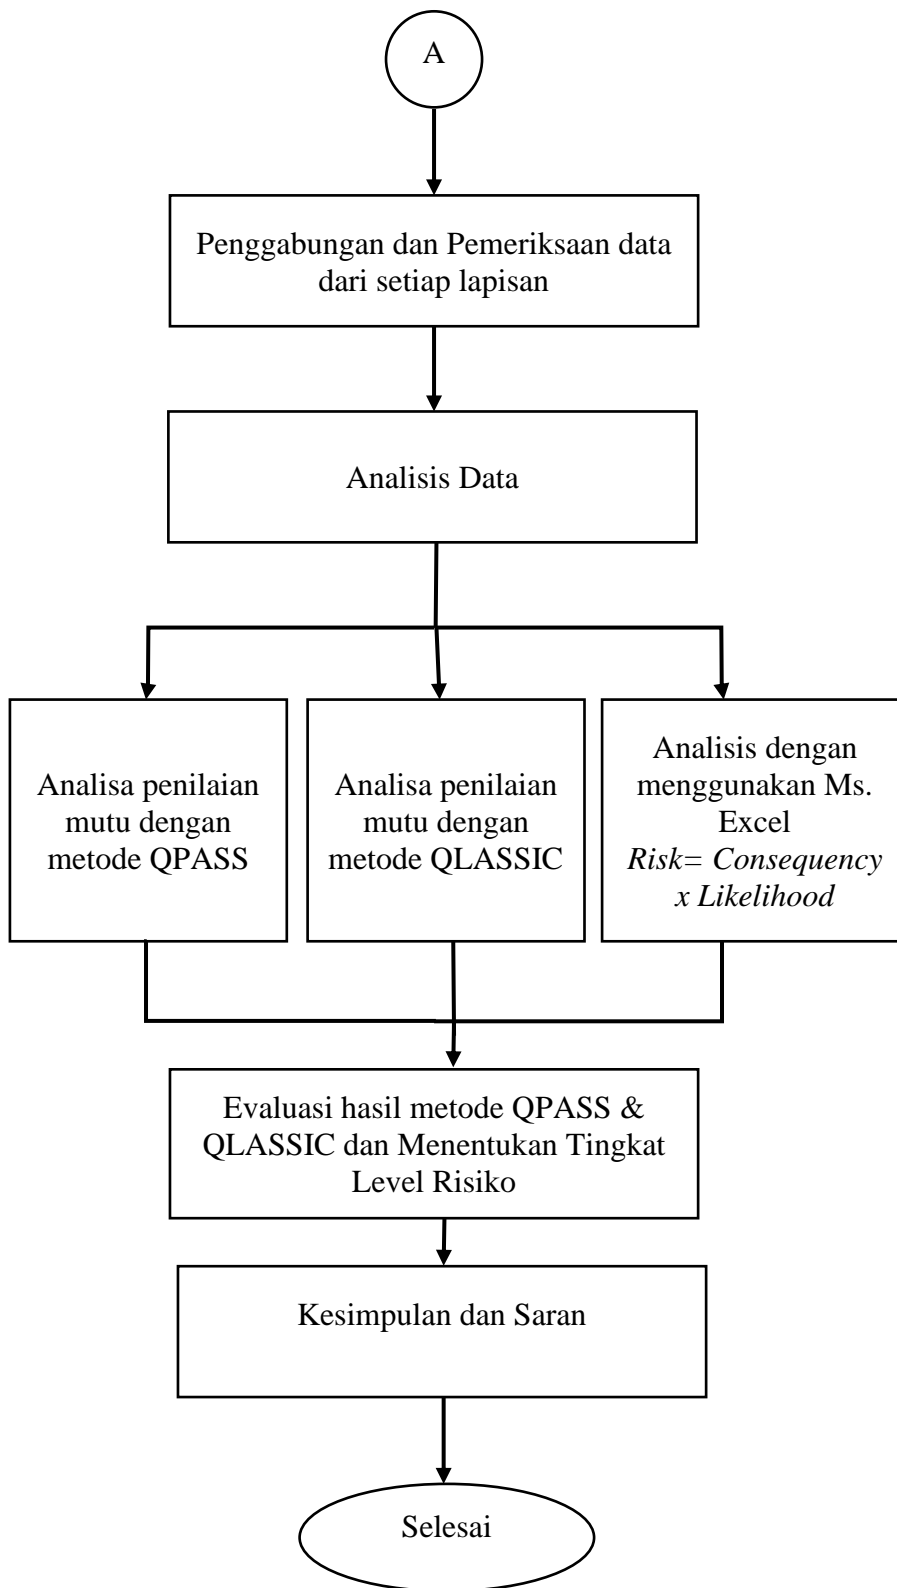 A
Penggabungan dan Pemeriksaan data
dari setiap lapisan
Analisis Data
Analisa penilaian
mutu dengan
metode QPASS
Analisa penilaian
mutu dengan
metode QLASSIC
Analisis dengan
menggunakan Ms.
Excel
Risk= Consequency
x Likelihood
Evaluasi hasil metode QPASS &
QLASSIC dan Menentukan Tingkat
Level Risiko
Kesimpulan dan Saran
Selesai